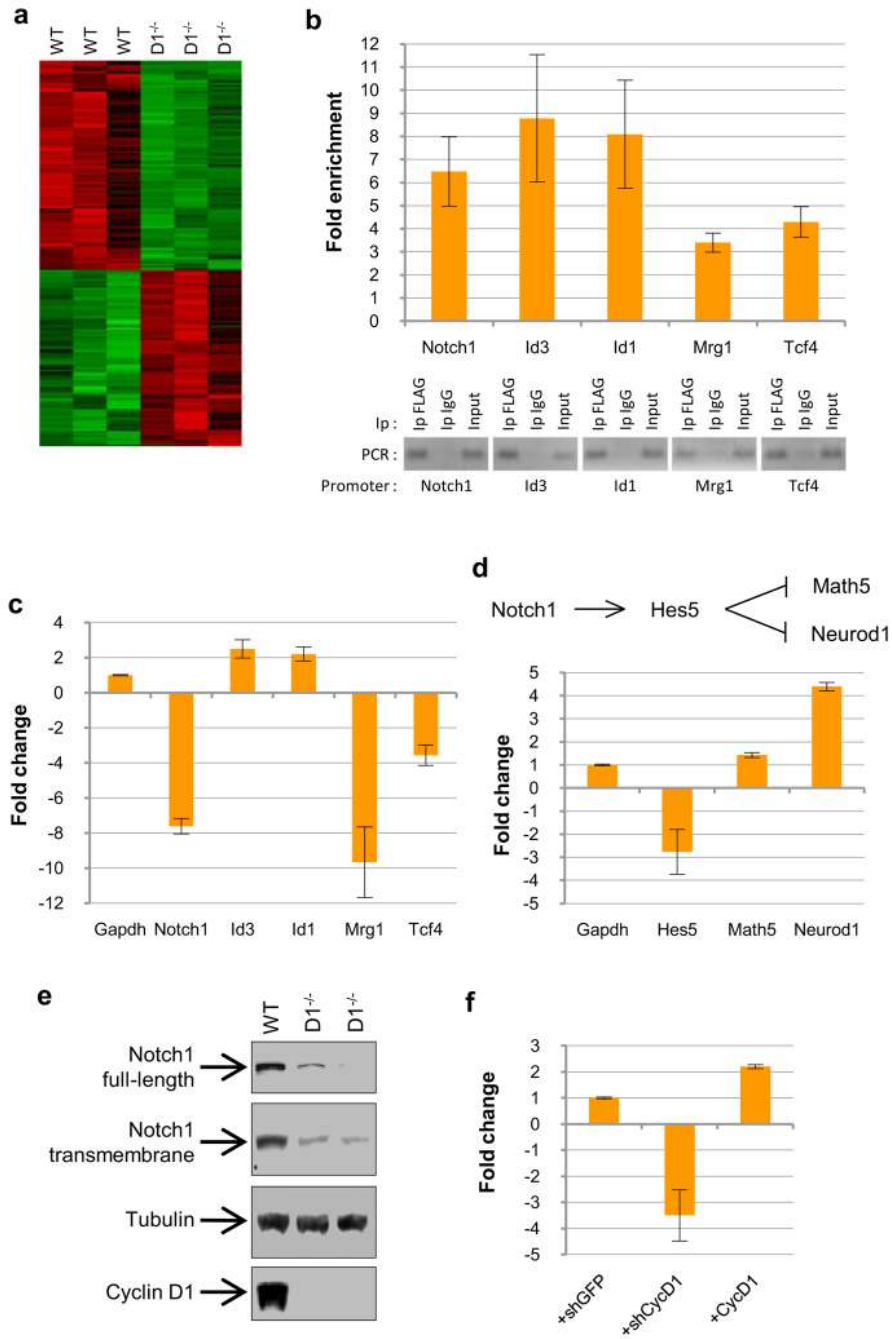 a
WT WT WT D1-/- D1-/- D1-/-
b
Fold enrichment
12
11
10
9
8
7
6
5
4
3
2
1
0
Notch1 Id3 Id1 Mrg1 Tcf4
Ip : Ip FLAG Ip IgG Input Ip FLAG Ip IgG Input Ip FLAG Ip IgG Input Ip FLAG Ip IgG Input Ip FLAG Ip IgG Input
PCR :
Promoter : Notch1 Id3 Id1 Mrg1 Tcf4
c
Fold change
4
2
0
-2
-4
-6
-8
-10
-12
Gapdh Notch1 Id3 Id1 Mrg1 Tcf4
d
Notch1 Hes5 Math5
Neurod1
Fold change
5
4
3
2
1
0
-1
-2
-3
-4
-5
Gapdh Hes5 Math5 Neurod1
e
WT D1-/- D1-/-
Notch1
full-length
Notch1
transmembrane
Tubulin
Cyclin D1
f
Fold change
3
2
1
0
-1
-2
-3
-4
-5
+shGFP +shCycD1 +CycD1